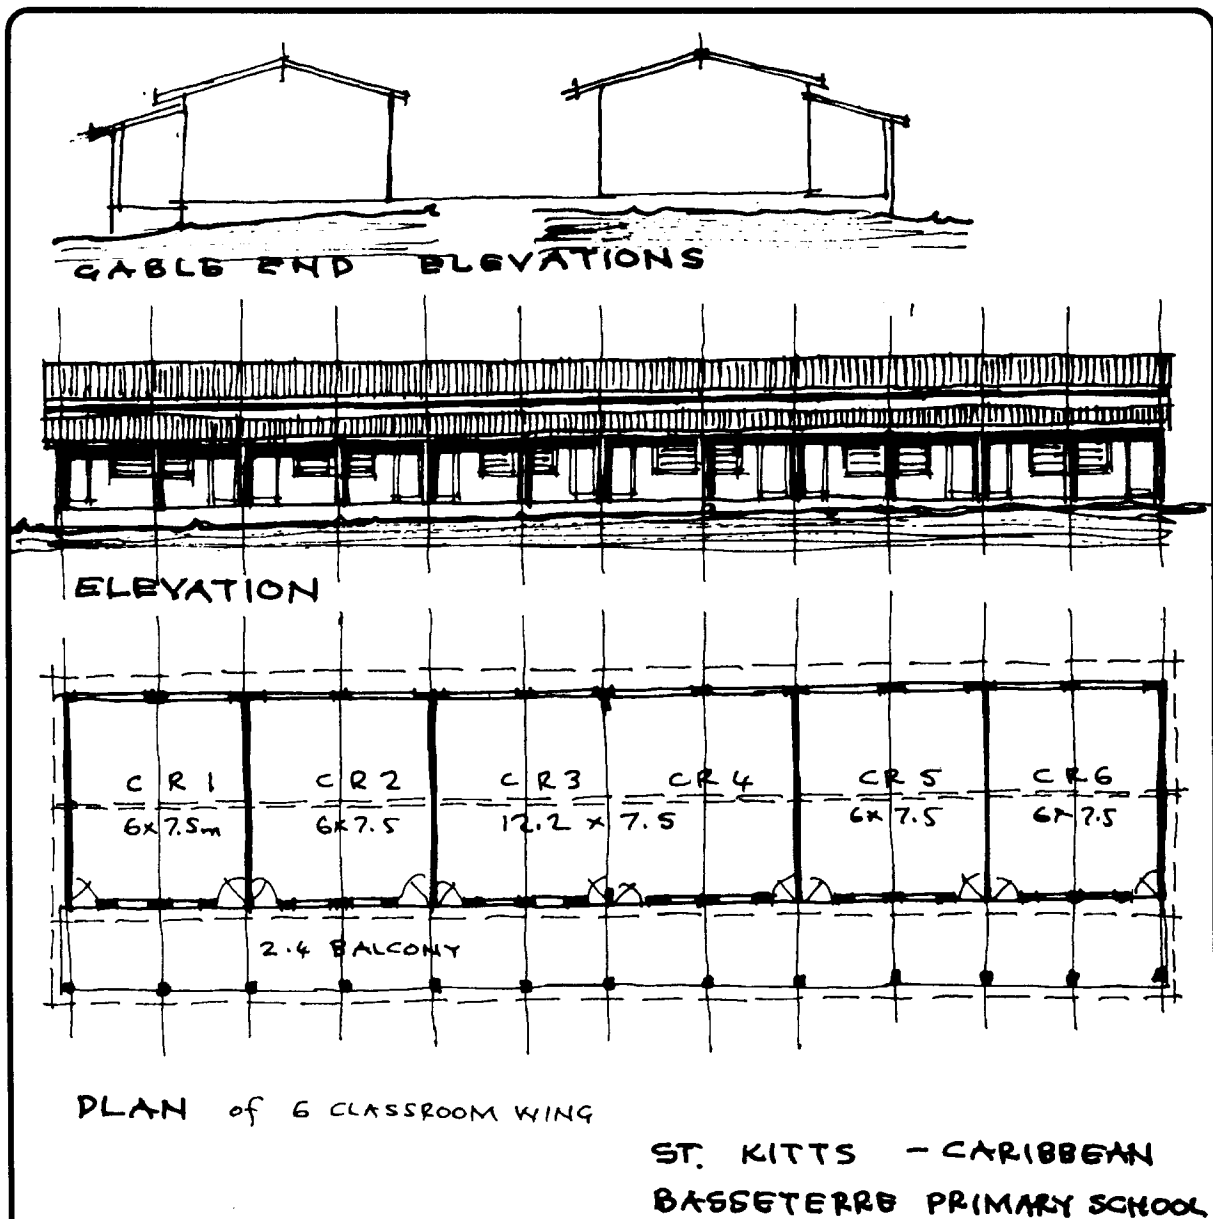 GABLE END ELEVATIONS
ELEVATION
CR1 CR2 CR3 CR4 CR5 CR6
6x7.5m 6x7.5 12.2 x 7.5 6x7.5 6x7.5
2.4 BALCONY
PLAN of 6 CLASSROOM WING
ST. KITTS - CARIBBEAN
BASSETERRE PRIMARY SCHOOL